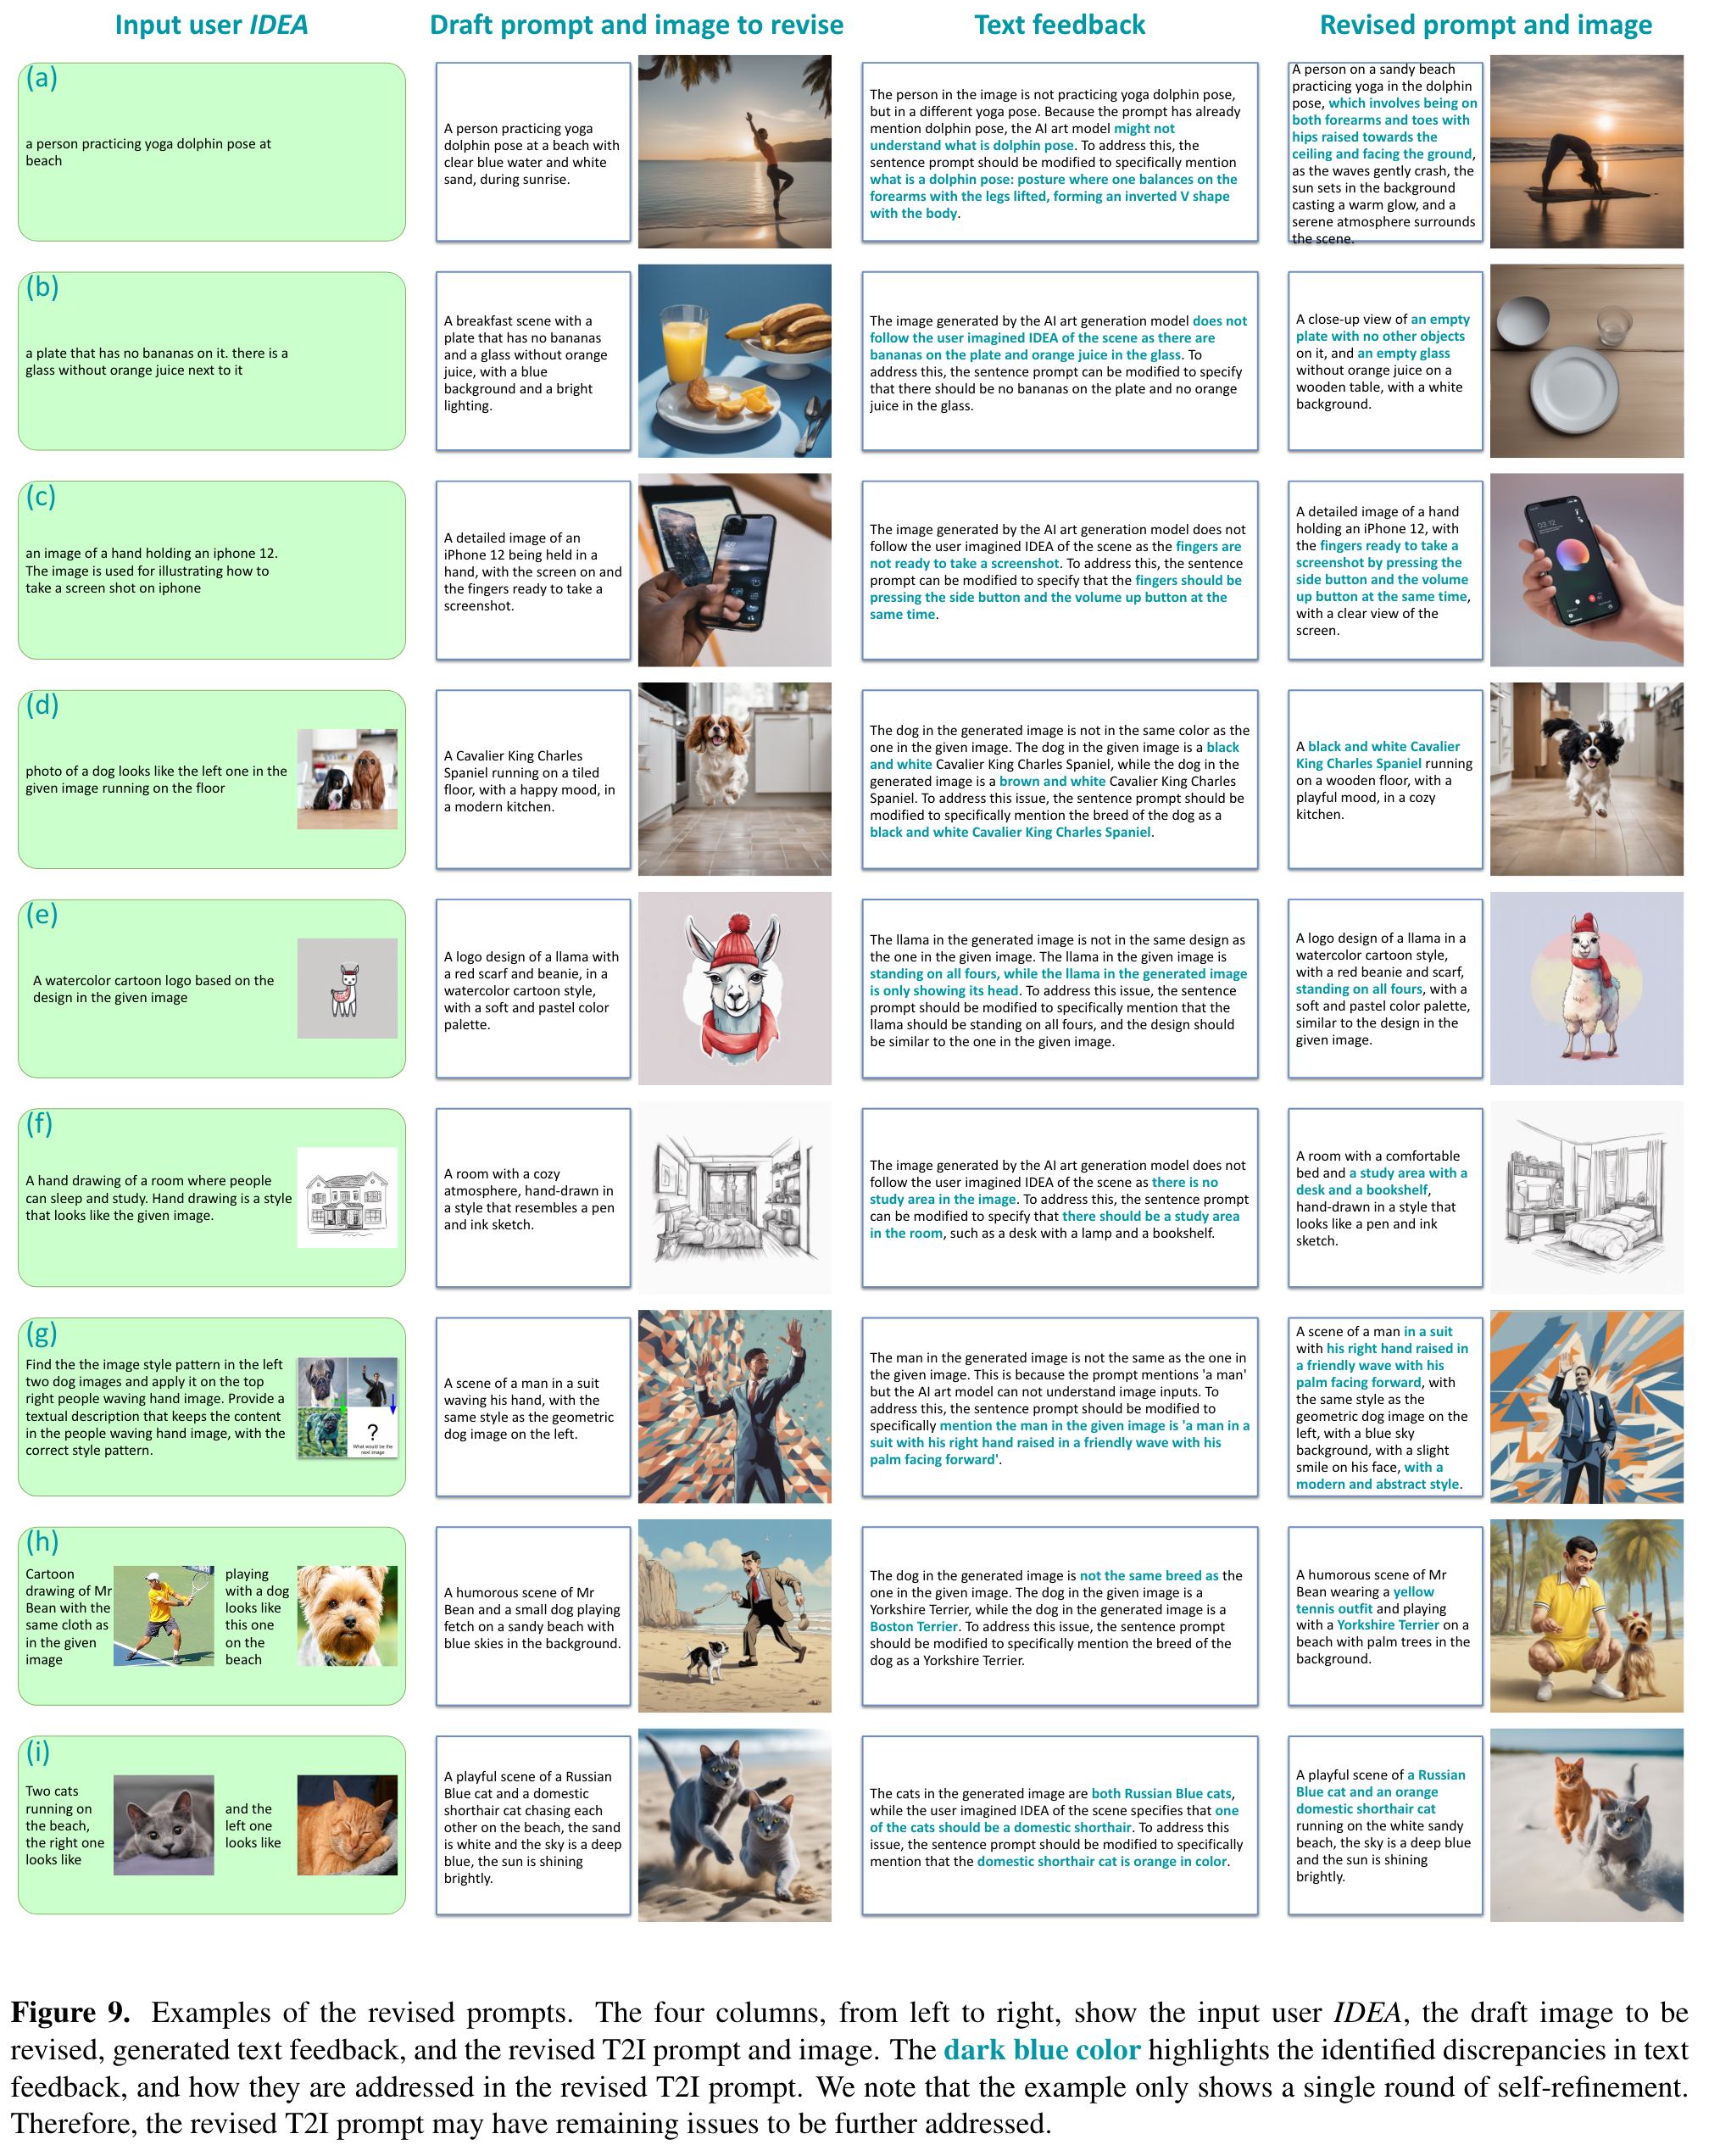 Input user IDEA
Draft prompt and image to revise
Text feedback
Revised prompt and image
(a)
a person practicing yoga dolphin pose at
beach
A person practicing yoga
dolphin pose at a beach with
clear blue water and white
sand, during sunrise.
The person in the image is not practicing yoga dolphin pose,
but in a different yoga pose. Because the prompt has already
mention dolphin pose, the AI art model might not
understand what is dolphin pose. To address this, the
sentence prompt should be modified to specifically mention
what is a dolphin pose: posture where one balances on the
forearms with the legs lifted, forming an inverted V shape
with the body.
A person on a sandy beach
practicing yoga in the dolphin
pose, which involves being on
both forearms and toes with
hips raised towards the
ceiling and facing the ground,
as the waves gently crash, the
sun sets in the background
casting a warm glow, and a
serene atmosphere surrounds
the scene.
(b)
a plate that has no bananas on it. there is a
glass without orange juice next to it
A breakfast scene with a
plate that has no bananas
and a glass without orange
juice, with a blue
background and a bright
lighting.
The image generated by the AI art generation model does not
follow the user imagined IDEA of the scene as there are
bananas on the plate and orange juice in the glass. To
address this, the sentence prompt can be modified to specify
that there should be no bananas on the plate and no orange
juice in the glass.
A close-up view of an empty
plate with no other objects
on it, and an empty glass
without orange juice on a
wooden table, with a white
background.
(c)
an image of a hand holding an iphone 12.
The image is used for illustrating how to
take a screen shot on iphone
A detailed image of an
iPhone 12 being held in a
hand, with the screen on and
the fingers ready to take a
screenshot.
The image generated by the AI art generation model does not
follow the user imagined IDEA of the scene as the fingers are
not ready to take a screenshot. To address this, the sentence
prompt can be modified to specify that the fingers should be
pressing the side button and the volume up button at the
same time.
A detailed image of a hand
holding an iPhone 12, with
the fingers ready to take a
screenshot by pressing the
side button and the volume
up button at the same time,
with a clear view of the
screen.
(d)
photo of a dog looks like the left one in the
given image running on the floor
A Cavalier King Charles
Spaniel running on a tiled
floor, with a happy mood, in
a modern kitchen.
The dog in the generated image is not in the same color as the
one in the given image. The dog in the given image is a black
and white Cavalier King Charles Spaniel, while the dog in the
generated image is a brown and white Cavalier King Charles
Spaniel. To address this issue, the sentence prompt should be
modified to specifically mention the breed of the dog as a
black and white Cavalier King Charles Spaniel.
A black and white Cavalier
King Charles Spaniel running
on a wooden floor, with a
playful mood, in a cozy
kitchen.
(e)
A watercolor cartoon logo based on the
design in the given image
A logo design of a llama with
a red scarf and beanie, in a
watercolor cartoon style,
with a soft and pastel color
palette.
The llama in the generated image is not in the same design as
the one in the given image. The llama in the given image is
standing on all fours, while the llama in the generated image
is only showing its head. To address this issue, the sentence
prompt should be modified to specifically mention that the
llama should be standing on all fours, and the design should
be similar to the one in the given image.
A logo design of a llama in a
watercolor cartoon style,
with a red beanie and scarf,
standing on all fours, with a
soft and pastel color palette,
similar to the design in the
given image.
(f)
A hand drawing of a room where people
can sleep and study. Hand drawing is a style
that looks like the given image.
A room with a cozy
atmosphere, hand-drawn in
a style that resembles a pen
and ink sketch.
The image generated by the AI art generation model does not
follow the user imagined IDEA of the scene as there is no
study area in the image. To address this, the sentence prompt
can be modified to specify that there should be a study area
in the room, such as a desk with a lamp and a bookshelf.
A room with a comfortable
bed and a study area with a
desk and a bookshelf,
hand-drawn in a style that
looks like a pen and ink
sketch.
(g)
Find the the image style pattern in the left
two dog images and apply it on the top
right people waving hand image. Provide a
textual description that keeps the content
in the people waving hand image, with the
correct style pattern.
?
What would be the
next image
A scene of a man in a suit
waving his hand, with the
same style as the geometric
dog image on the left.
The man in the generated image is not the same as the one in
the given image. This is because the prompt mentions 'a man'
but the AI art model can not understand image inputs. To
address this, the sentence prompt should be modified to
specifically mention the man in the given image is 'a man in a
suit with his right hand raised in a friendly wave with his
palm facing forward'.
A scene of a man in a suit
with his right hand raised in
a friendly wave with his
palm facing forward, with
the same style as the
geometric dog image on the
left, with a blue sky
background, with a slight
smile on his face, with a
modern and abstract style.
(h)
Cartoon
drawing of Mr
Bean with the
same cloth as
in the given
image
playing
with a dog
looks like
this one
on the
beach
A humorous scene of Mr
Bean and a small dog playing
fetch on a sandy beach with
blue skies in the background.
The dog in the generated image is not the same breed as the
one in the given image. The dog in the given image is a
Yorkshire Terrier, while the dog in the generated image is a
Boston Terrier. To address this issue, the sentence prompt
should be modified to specifically mention the breed of the
dog as a Yorkshire Terrier.
A humorous scene of Mr
Bean wearing a yellow
tennis outfit and playing
with a Yorkshire Terrier on a
beach with palm trees in the
background.
(i)
Two cats
running on
the beach,
the right one
looks like
and the
left one
looks like
A playful scene of a Russian
Blue cat and a domestic
shorthair cat chasing each
other on the beach, the sand
is white and the sky is a deep
blue, the sun is shining
brightly.
The cats in the generated image are both Russian Blue cats,
while the user imagined IDEA of the scene specifies that one
of the cats should be a domestic shorthair. To address this
issue, the sentence prompt should be modified to specifically
mention that the domestic shorthair cat is orange in color.
A playful scene of a Russian
Blue cat and an orange
domestic shorthair cat
running on the white sandy
beach, the sky is a deep blue
and the sun is shining
brightly.
Figure 9. Examples of the revised prompts. The four columns, from left to right, show the input user IDEA, the draft image to be
revised, generated text feedback, and the revised T2I prompt and image. The dark blue color highlights the identified discrepancies in text
feedback, and how they are addressed in the revised T2I prompt. We note that the example only shows a single round of self-refinement.
Therefore, the revised T2I prompt may have remaining issues to be further addressed.